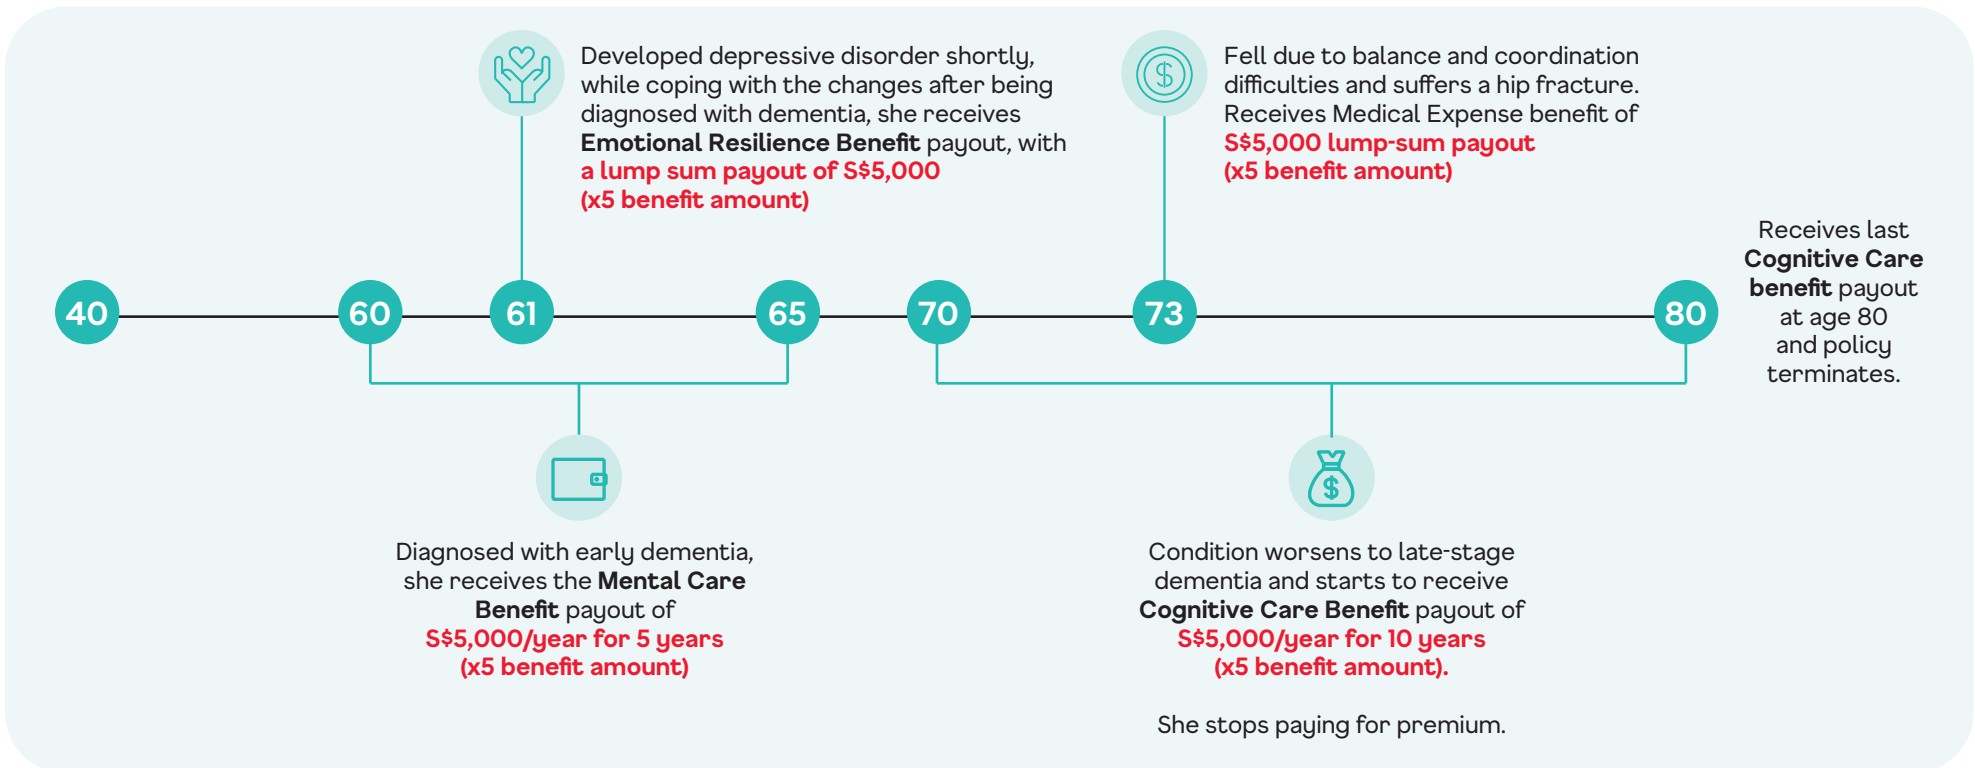 Developed depressive disorder shortly,
while coping with the changes after being
diagnosed with dementia, she receives
Emotional Resilience Benefit payout, with
a lump sum payout of S$5,000
(x5 benefit amount)
Fell due to balance and coordination
difficulties and suffers a hip fracture.
Receives Medical Expense benefit of
S$5,000 lump-sum payout
(x5 benefit amount)
40
60
61
65
70
73
80
Receives last
Cognitive Care
benefit payout
at age 80
and policy
terminates.
Diagnosed with early dementia,
she receives the Mental Care
Benefit payout of
S$5,000/year for 5 years
(x5 benefit amount)
Condition worsens to late-stage
dementia and starts to receive
Cognitive Care Benefit payout of
S$5,000/year for 10 years
(x5 benefit amount).
She stops paying for premium.